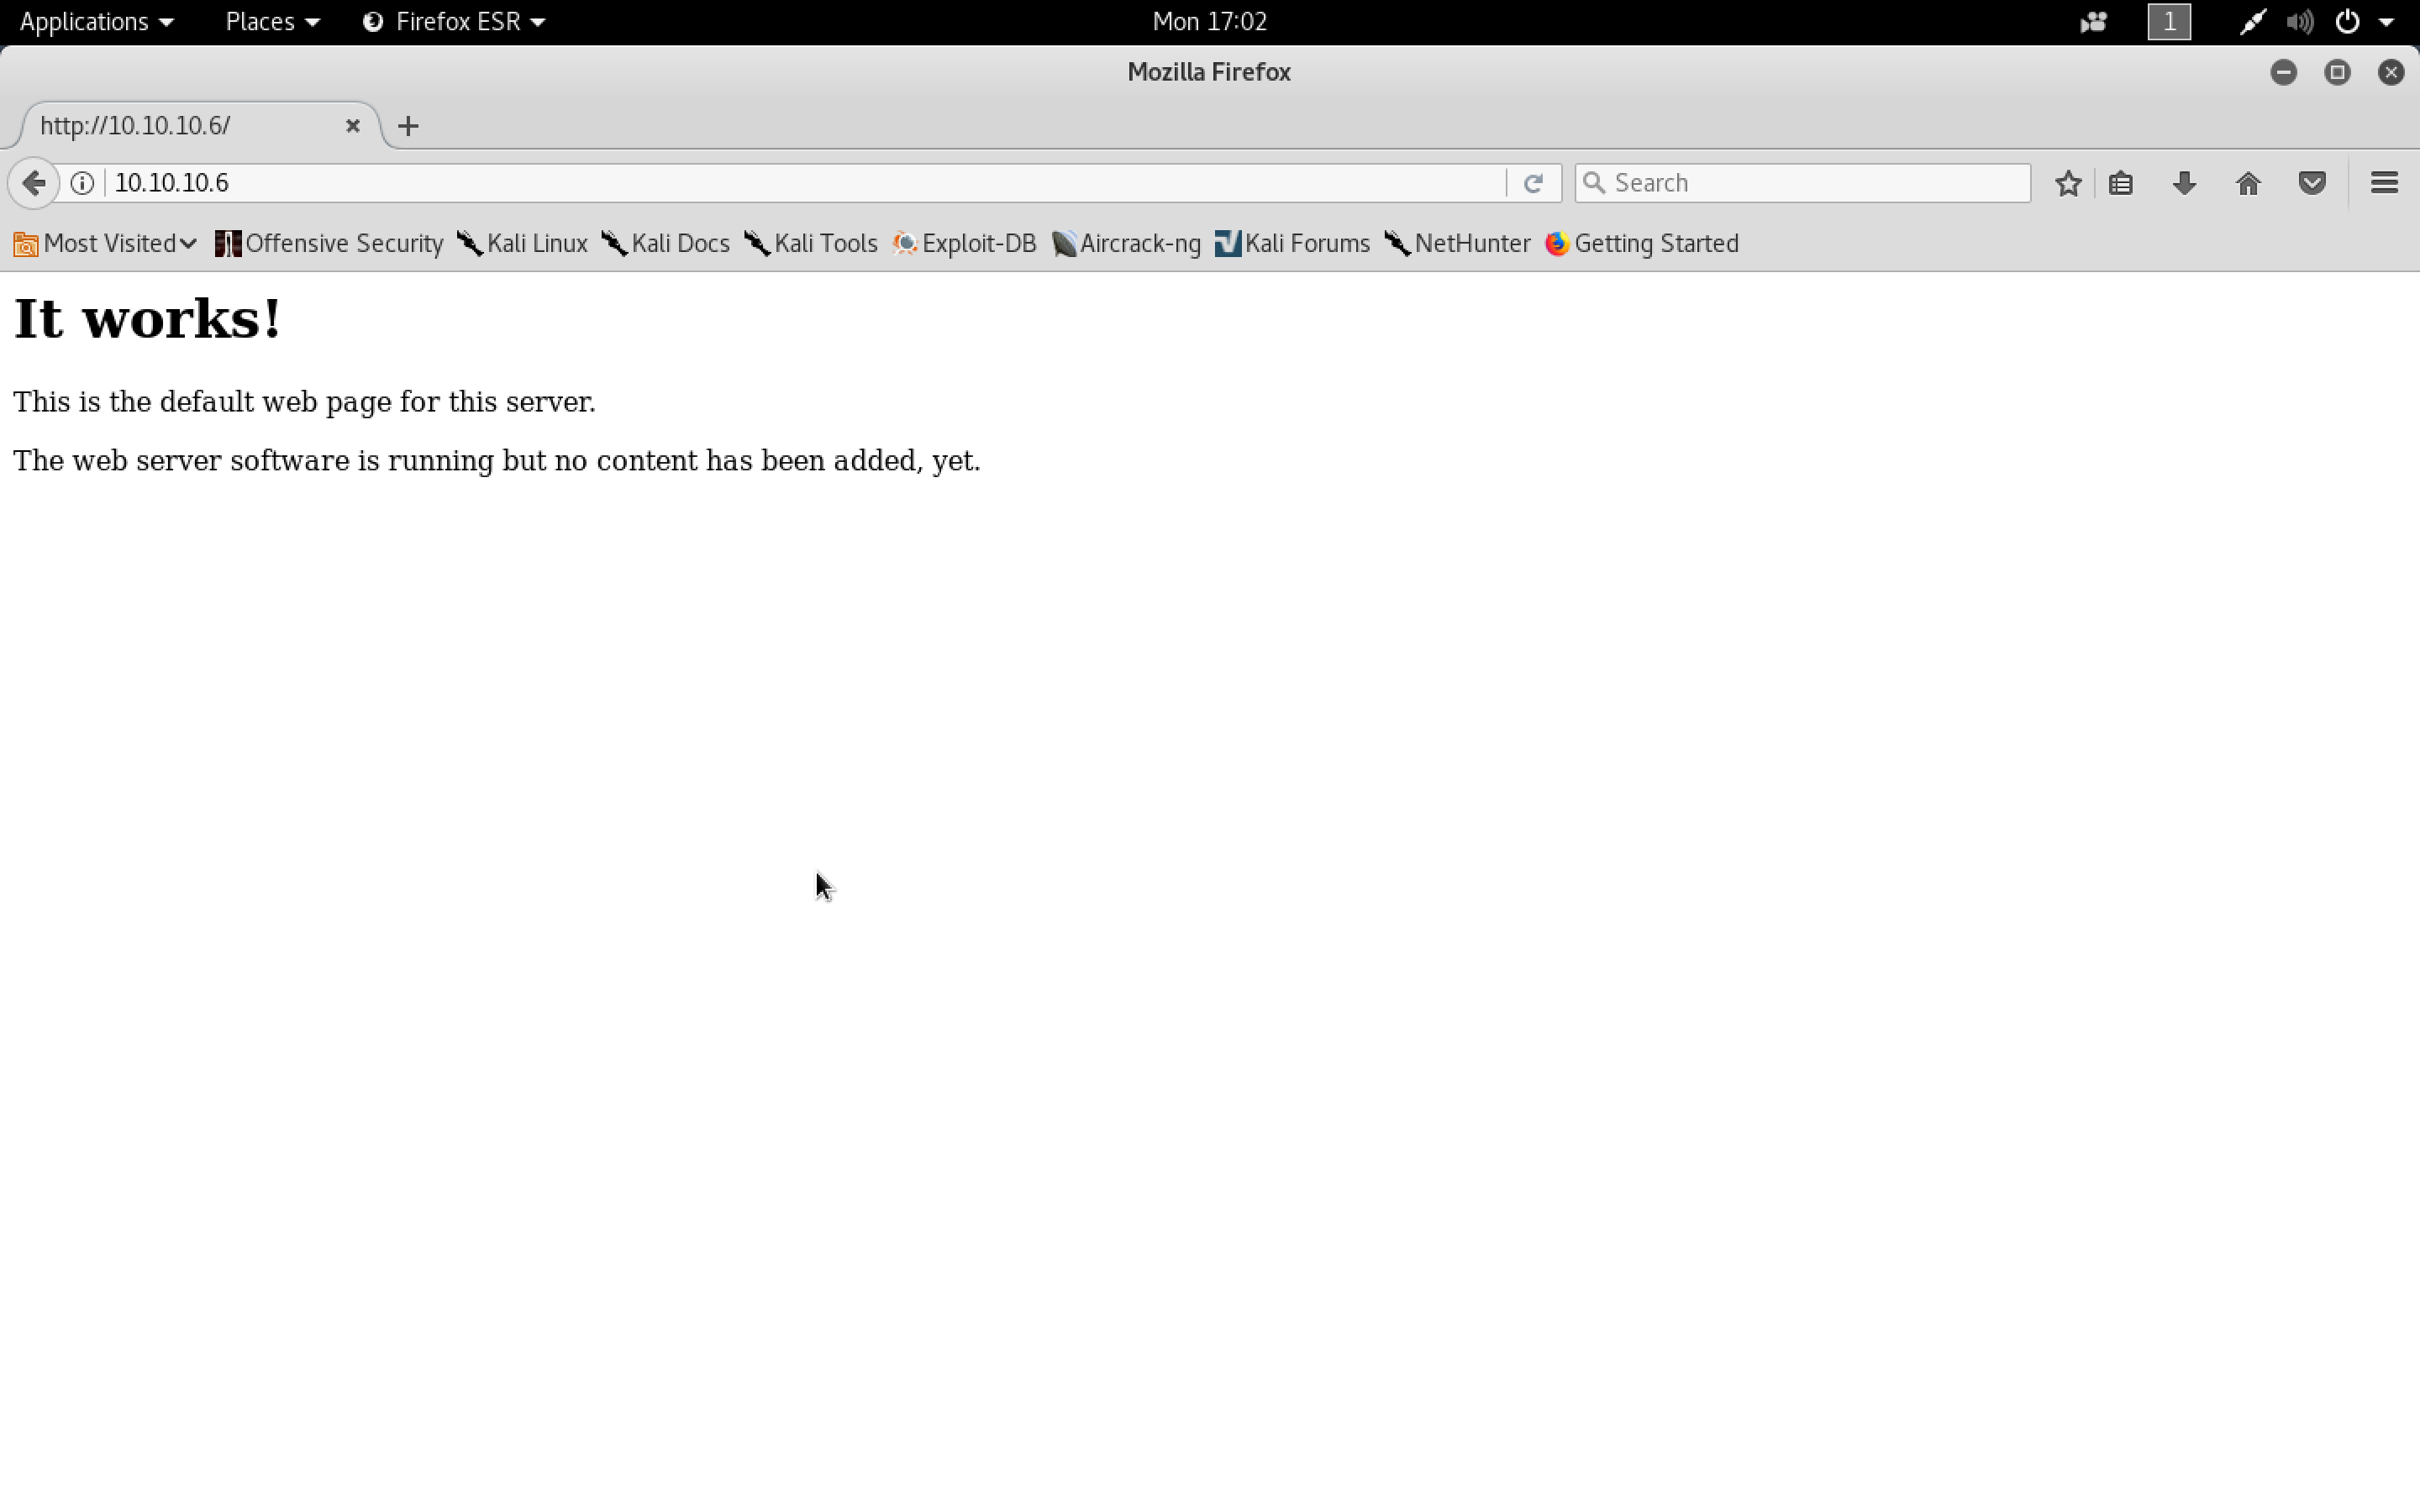 Applications Places Firefox ESR Mon 17:02 1
Mozilla Firefox
http://10.10.10.6/
10.10.10.6 Search
Most Visited Offensive Security Kali Linux Kali Docs Kali Tools Exploit-DB Aircrack-ng Kali Forums NetHunter Getting Started
It works!
This is the default web page for this server.
The web server software is running but no content has been added, yet.